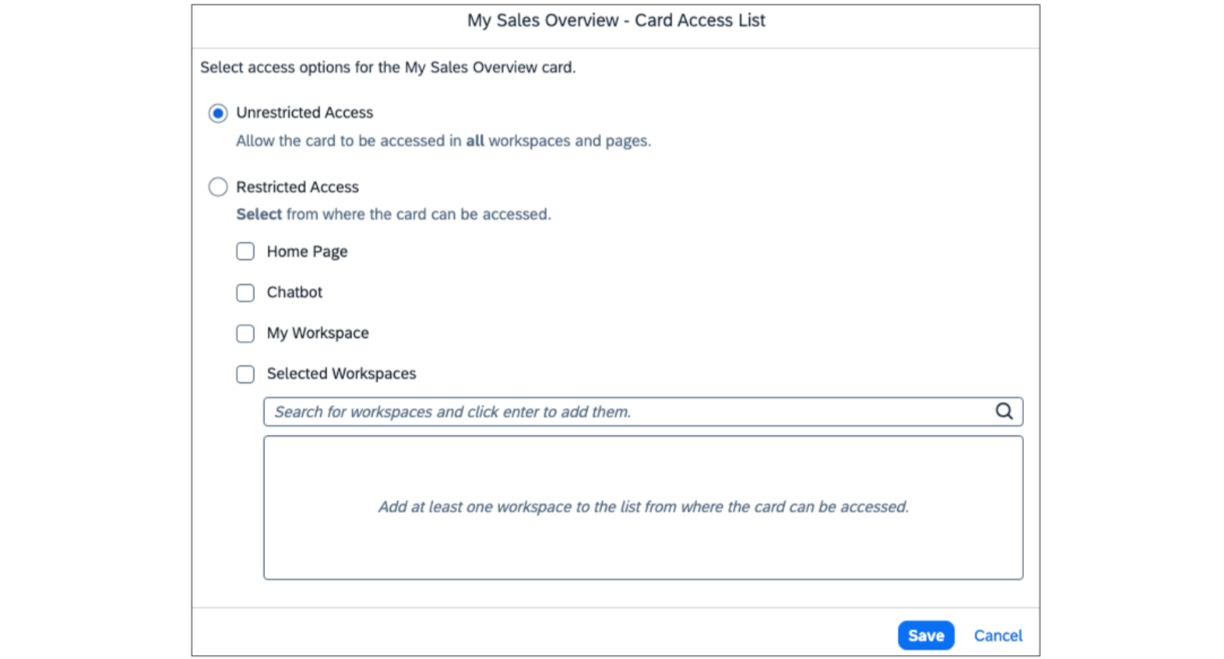 My Sales Overview - Card Access List
Select access options for the My Sales Overview card.
Unrestricted Access
Allow the card to be accessed in all workspaces and pages.
Restricted Access
Select from where the card can be accessed.
Home Page
Chatbot
My Workspace
Selected Workspaces
Search for workspaces and click enter to add them.
Add at least one workspace to the list from where the card can be accessed.
Save Cancel